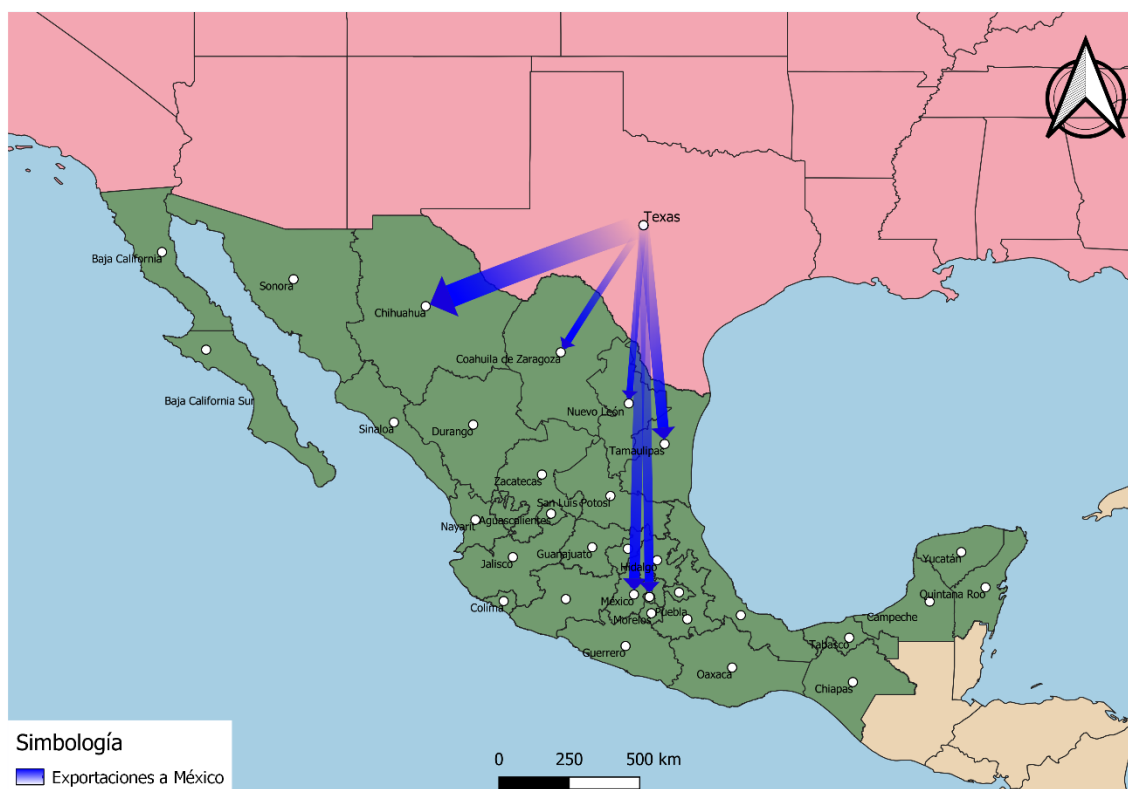 Texas
Baja California
Sonora
Chihuahua
Coahuila de Zaragoza
Baja California Sur
Nuevo León
Sinaloa
Durango
Tamaulipas
Zacatecas
San Luis Potosí
Nayarit
Aguascalientes
Guanajuato
Jalisco
Hidalgo
Yucatán
Quintana Roo
México
Colima
Puebla
Morelos
Campeche
Guerrero
Tabasco
Oaxaca
Chiapas
Simbología
Exportaciones a México
0 250 500 km